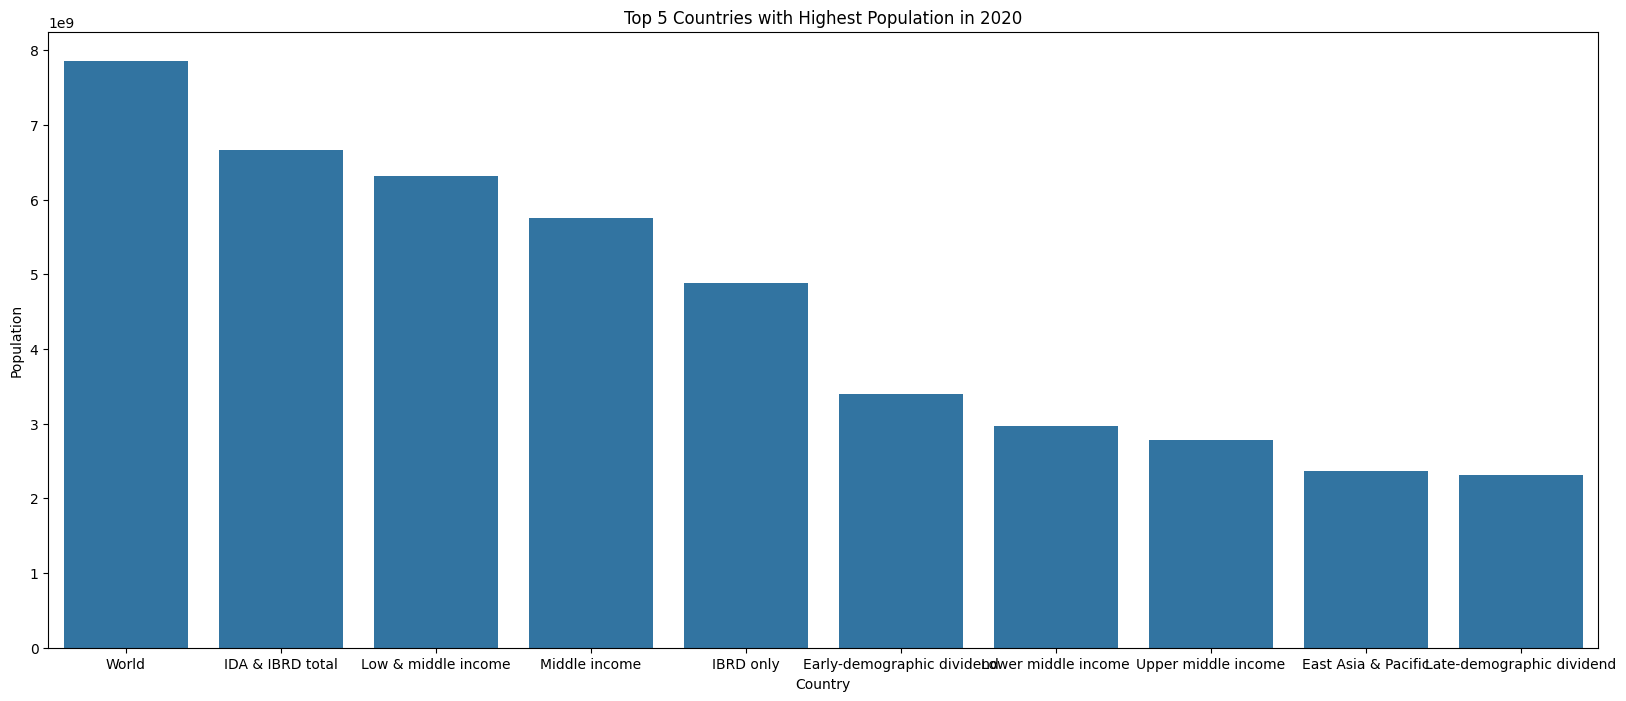 Top 5 Countries with Highest Population in 2020
1e9
8
7
6
5
4
3
2
1
0
Population
World
IDA & IBRD total
Low & middle income
Middle income
IBRD only
Early-demographic dividend
Lower middle income
Upper middle income
East Asia & Pacific
Late-demographic dividend
Country